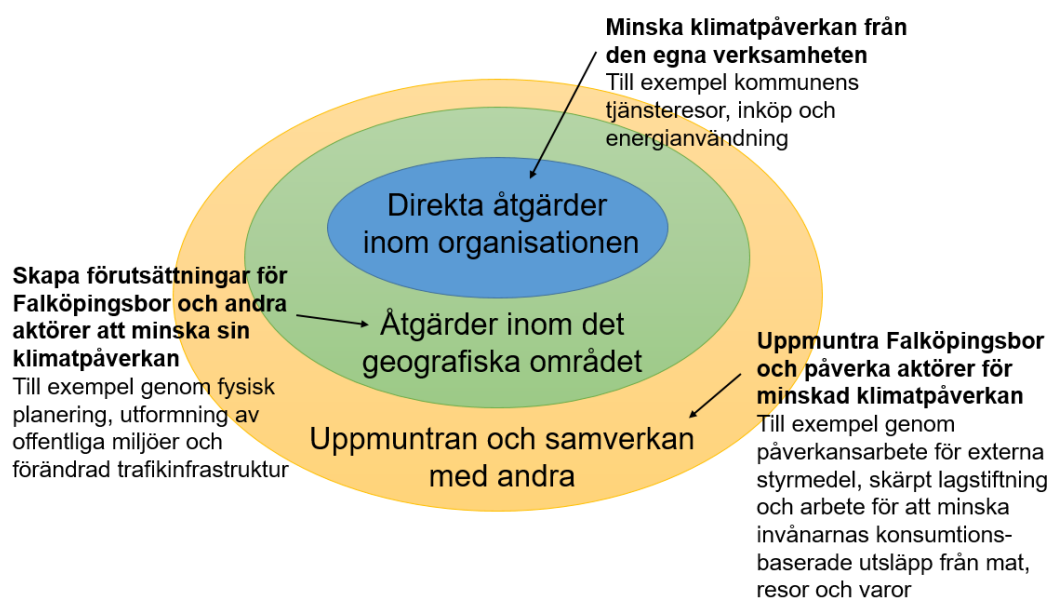 Minska klimatpåverkan från
den egna verksamheten
Till exempel kommunens
tjänsteresor, inköp och
energianvändning
Direkta åtgärder
inom organisationen
Skapa förutsättningar för
Falköpingsbor och andra
aktörer att minska sin
klimatpåverkan
Till exempel genom fysisk
planering, utformning av
offentliga miljöer och
förändrad trafikinfrastruktur
Åtgärder inom det
geografiska området
Uppmuntra Falköpingsbor
och påverka aktörer för
minskad klimatpåverkan
Till exempel genom
påverkansarbete för externa
styrmedel, skärpt lagstiftning
och arbete för att minska
invånarnas konsumtions-
baserade utsläpp från mat,
resor och varor
Uppmuntran och samverkan
med andra